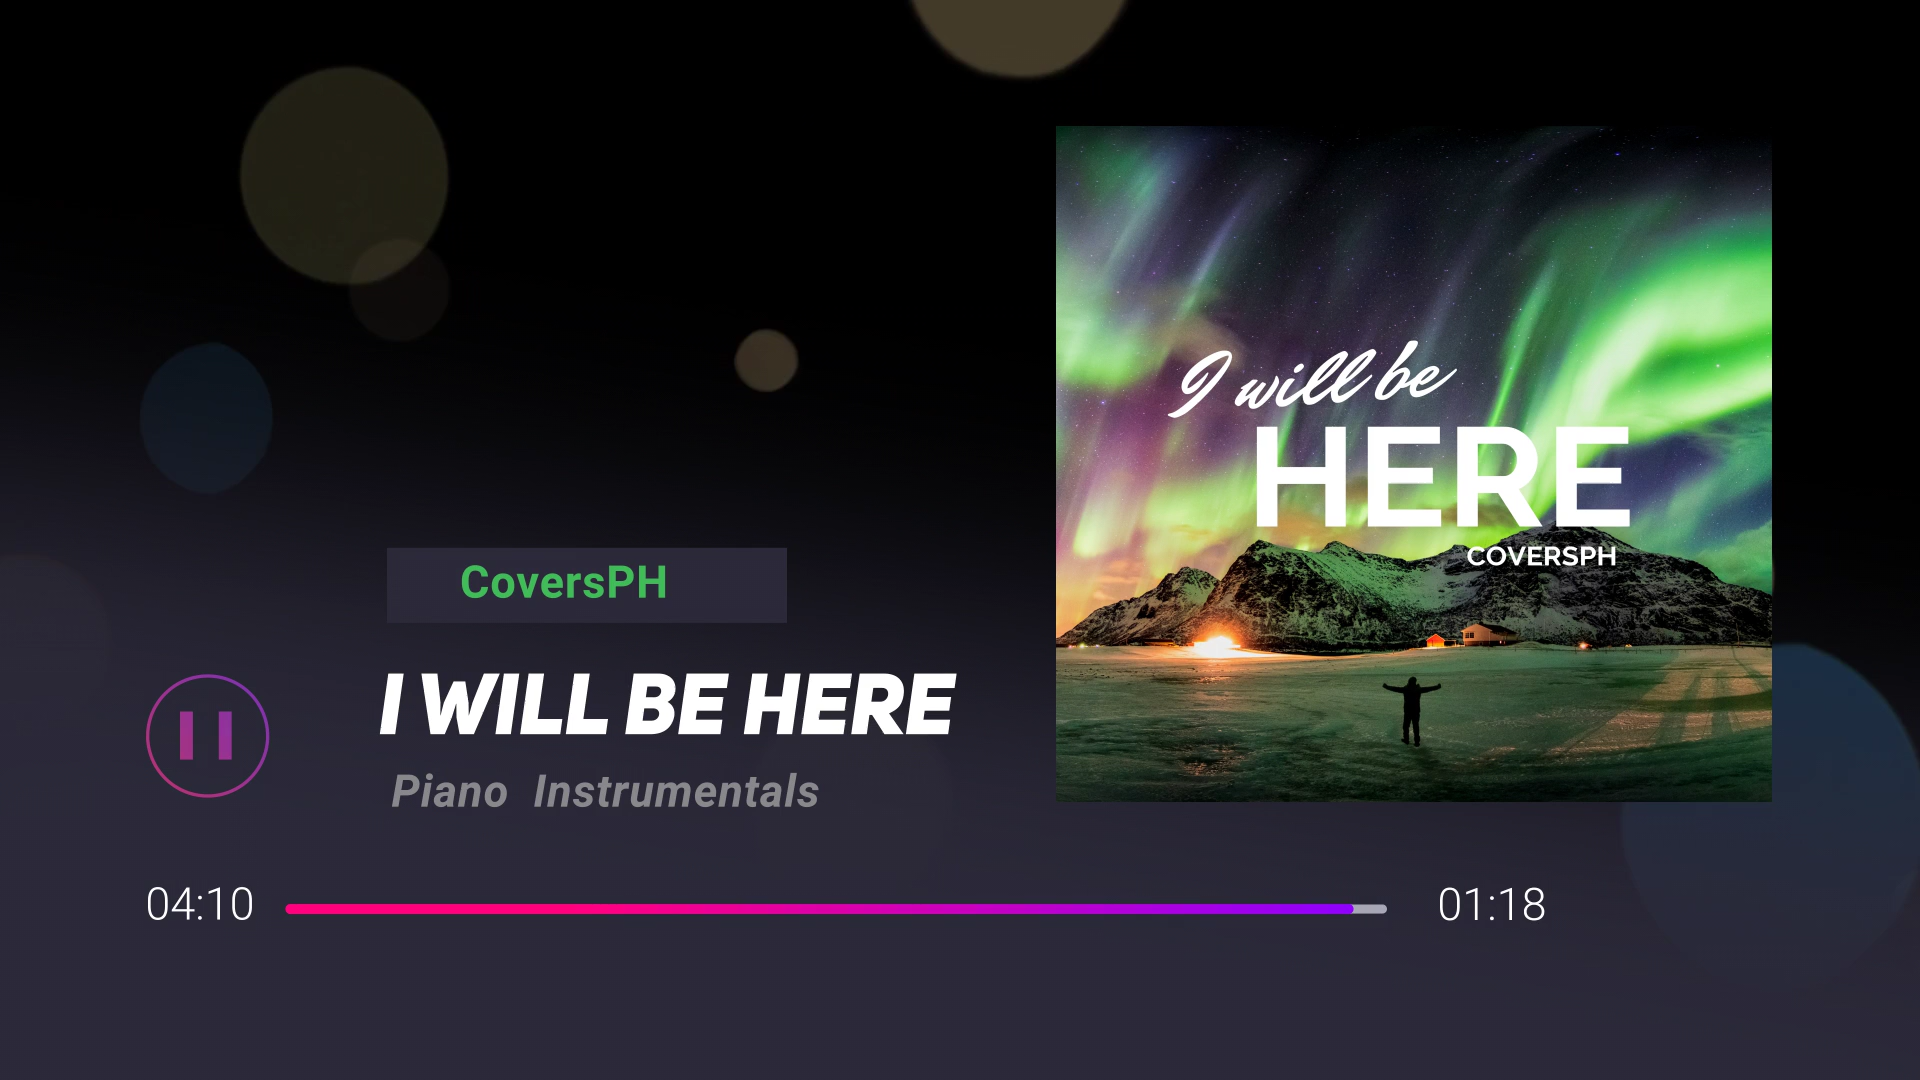 I will be
HERE
COVERSPH
CoversPH
I WILL BE HERE
Piano Instrumentals
04:10
01:18